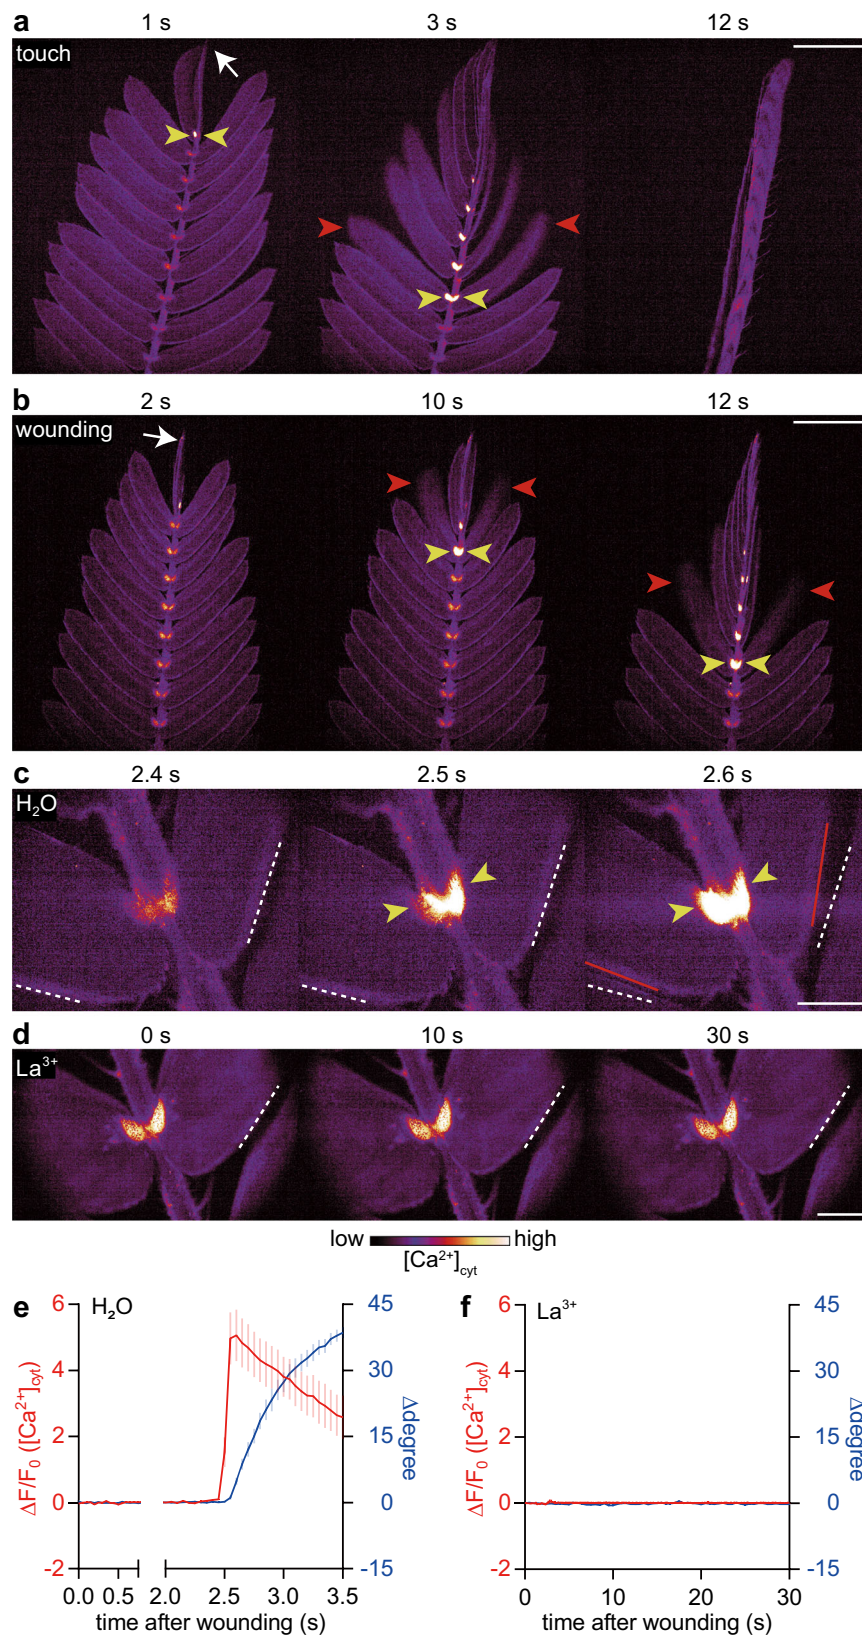 a
1 s 3 s 12 s
touch
b
2 s 10 s 12 s
wounding
c
2.4 s 2.5 s 2.6 s
H₂O
d
0 s 10 s 30 s
La³⁺
low high
[Ca²⁺]cyt
e H₂O
ΔF/F₀ ([Ca²⁺]cyt)
6
4
2
0
-2
45
30
15
0
-15
Δdegree
0.0 0.5 2.0 2.5 3.0 3.5
time after wounding (s)
f La³⁺
ΔF/F₀ ([Ca²⁺]cyt)
6
4
2
0
-2
45
30
15
0
-15
Δdegree
0 10 20 30
time after wounding (s)